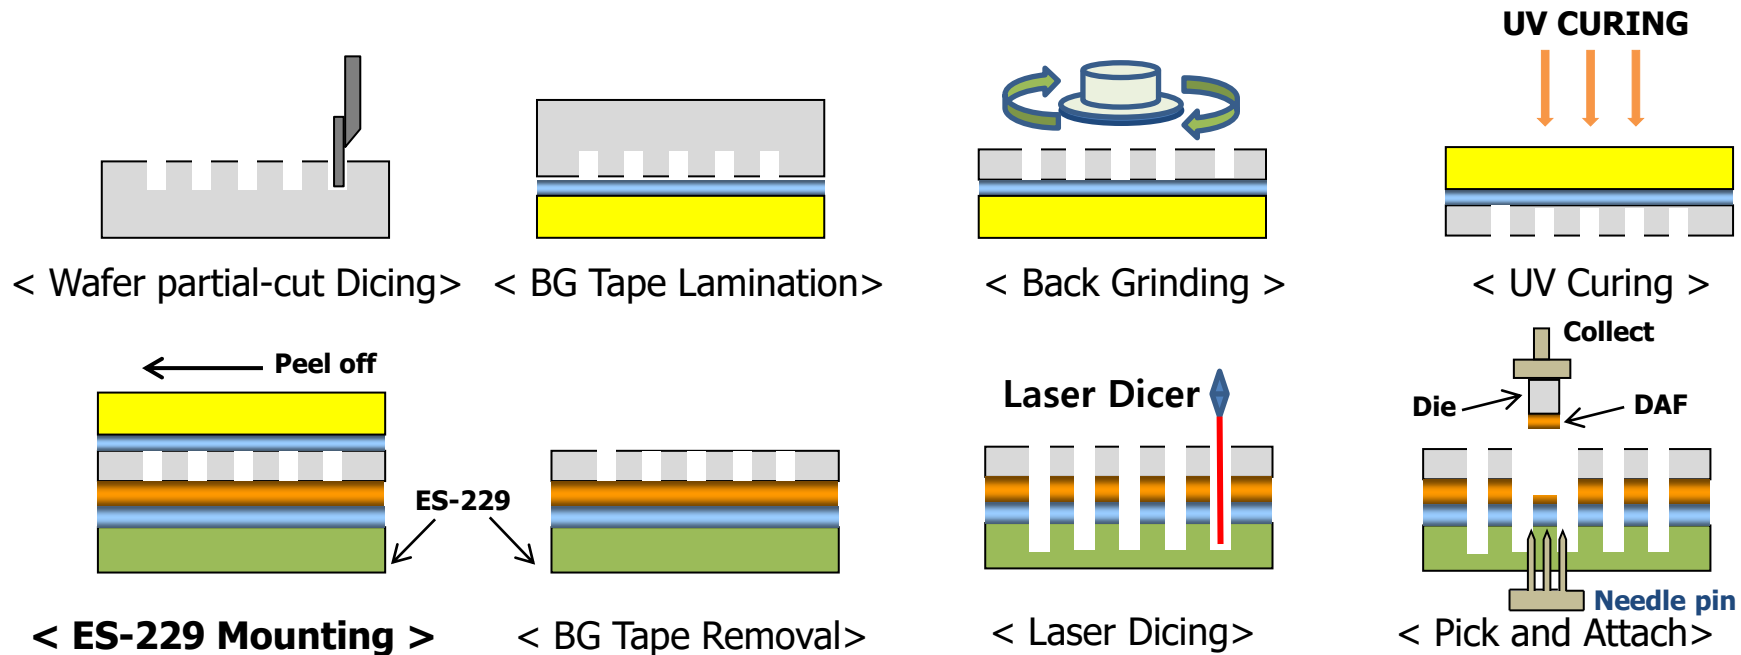 UV CURING
< Wafer partial-cut Dicing>
< BG Tape Lamination>
< Back Grinding >
< UV Curing >
Peel off
ES-229
Laser Dicer
Collect
Die
DAF
Needle pin
< ES-229 Mounting >
< BG Tape Removal>
< Laser Dicing>
< Pick and Attach>